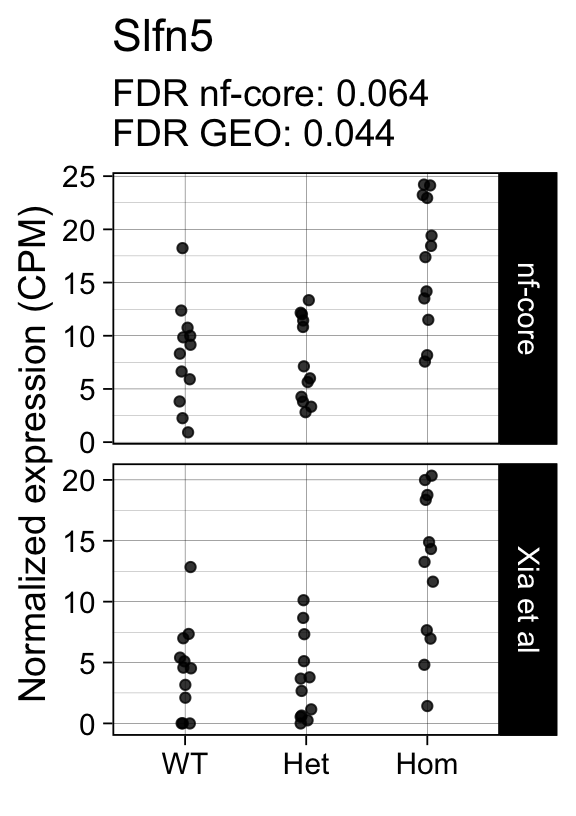 Slfn5
FDR nf-core: 0.064
FDR GEO: 0.044
Normalized expression (CPM)
25
20
15
10
5
0
nf-core
20
15
10
5
0
Xia et al
WT Het Hom